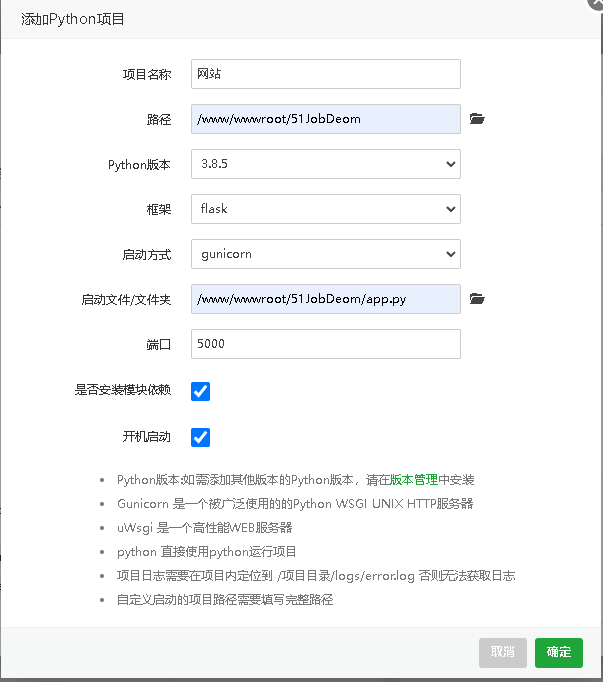 添加Python项目
项目名称 网站
路径 /www/wwwroot/51JobDeom
Python版本 3.8.5
框架 flask
启动方式 gunicorn
启动文件/文件夹 /www/wwwroot/51JobDeom/app.py
端口 5000
是否安装模块依赖
开机启动
Python版本:如需添加其他版本的Python版本，请在版本管理中安装
Gunicorn 是一个被广泛使用的的Python WSGI UNIX HTTP服务器
uWsgi 是一个高性能WEB服务器
python 直接使用python运行项目
项目日志需要在项目内定位到 /项目目录/logs/error.log 否则无法获取日志
自定义启动的项目路径需要填写完整路径
取消 确定